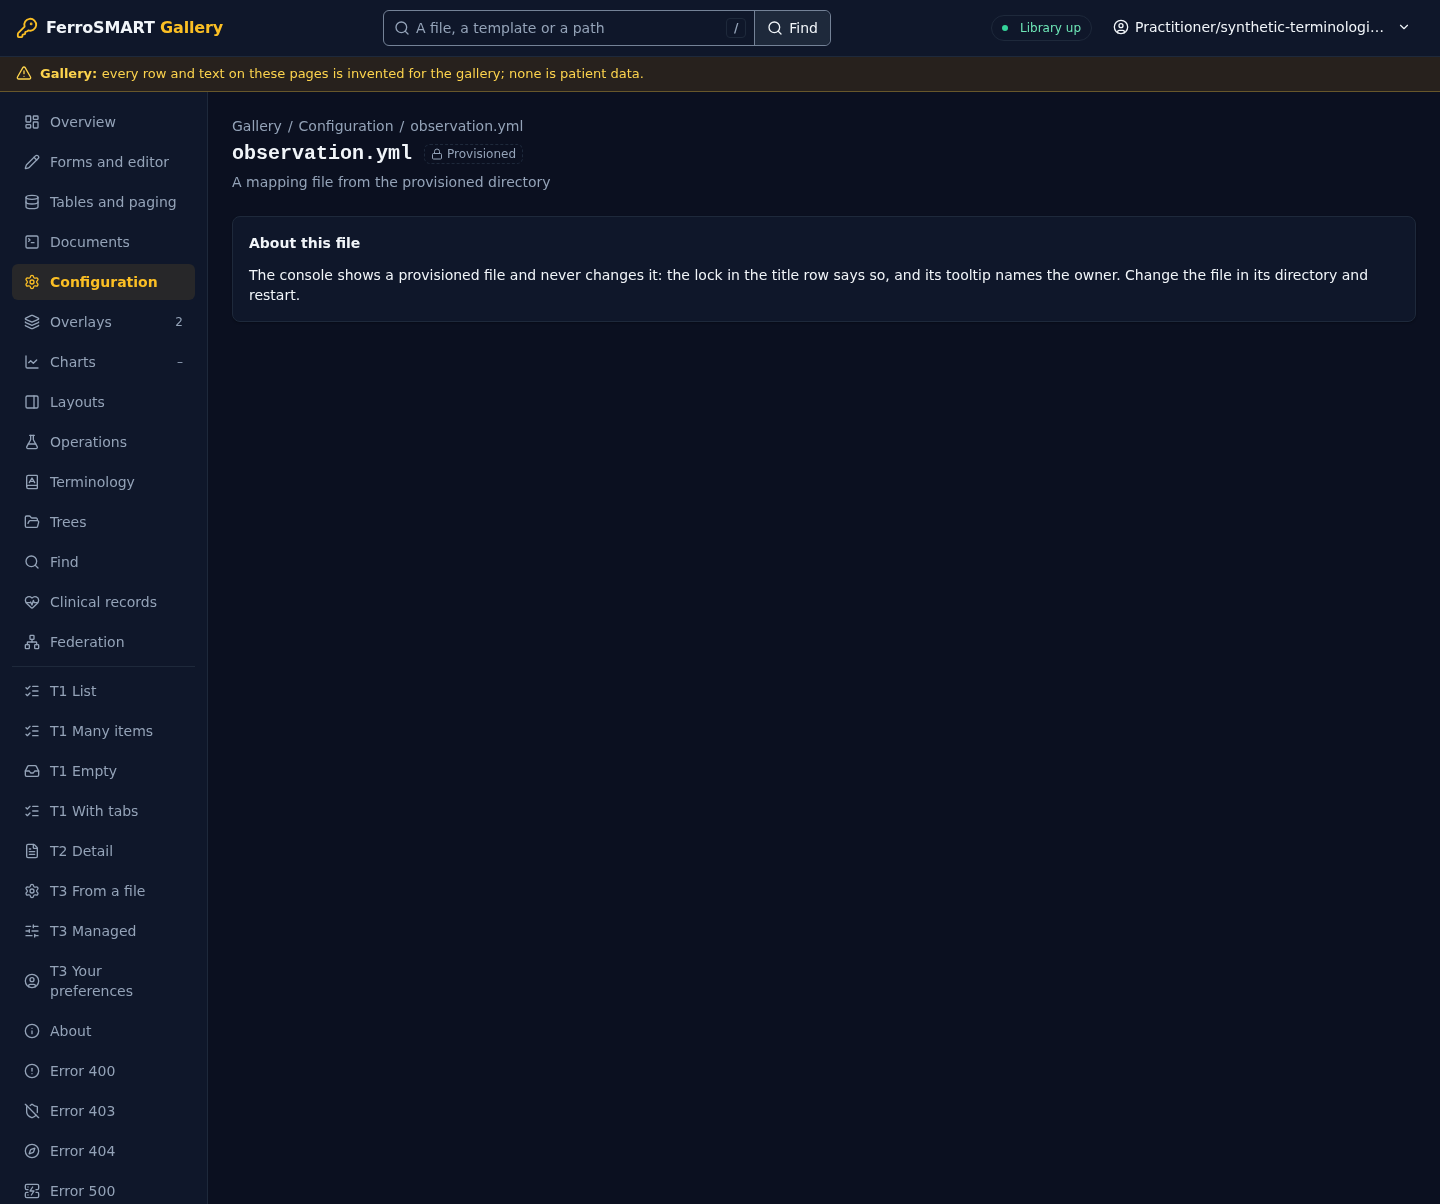 FerroSMART Gallery
A file, a template or a path
/
Find
Library up
Practitioner/synthetic-terminologi…
Gallery: every row and text on these pages is invented for the gallery; none is patient data.
Overview
Forms and editor
Tables and paging
Documents
Configuration
Overlays 2
Charts –
Layouts
Operations
Terminology
Trees
Find
Clinical records
Federation
T1 List
T1 Many items
T1 Empty
T1 With tabs
T2 Detail
T3 From a file
T3 Managed
T3 Your
preferences
About
Error 400
Error 403
Error 404
Error 500
Gallery / Configuration / observation.yml
observation.yml Provisioned
A mapping file from the provisioned directory
About this file
The console shows a provisioned file and never changes it: the lock in the title row says so, and its tooltip names the owner. Change the file in its directory and
restart.